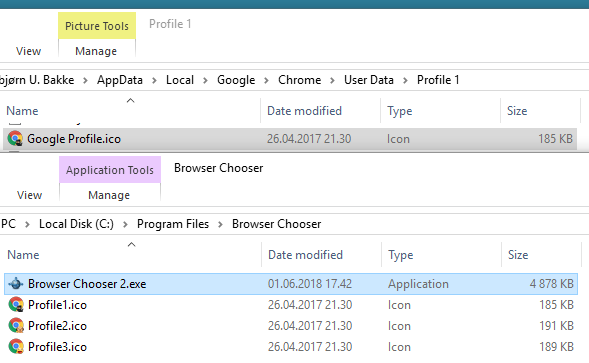 Picture Tools Profile 1
View Manage
bjørn U. Bakke > AppData > Local > Google > Chrome > User Data > Profile 1
Name Date modified Type Size
Google Profile.ico 26.04.2017 21.30 Icon 185 KB
Application Tools Browser Chooser
View Manage
PC > Local Disk (C:) > Program Files > Browser Chooser
Name Date modified Type Size
Browser Chooser 2.exe 01.06.2018 17.42 Application 4 878 KB
Profile1.ico 26.04.2017 21.30 Icon 185 KB
Profile2.ico 26.04.2017 21.30 Icon 191 KB
Profile3.ico 26.04.2017 21.30 Icon 189 KB